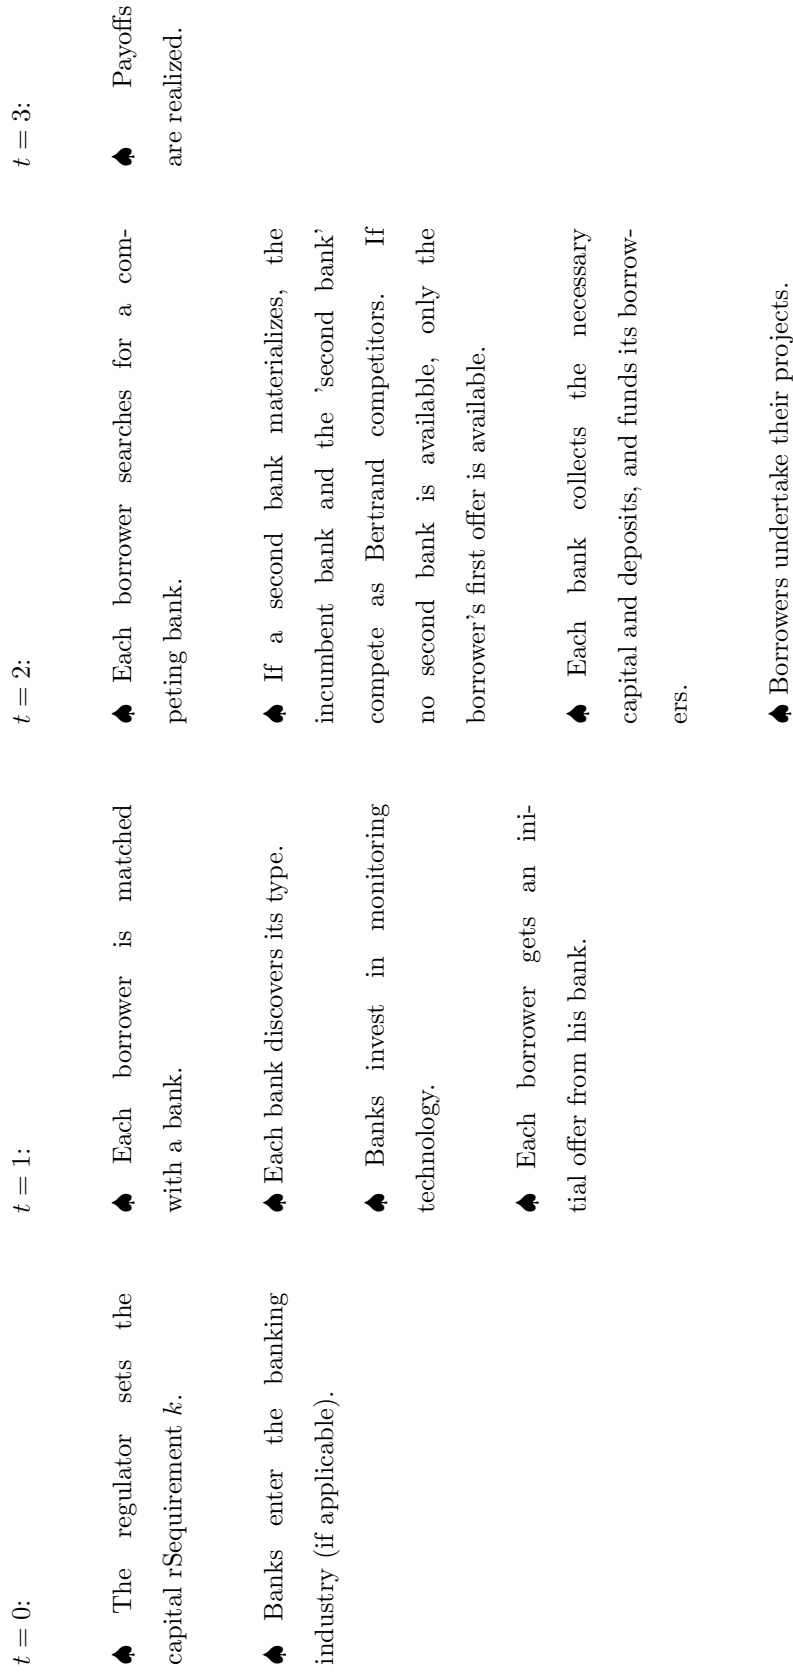 t = 0:
♠ The regulator sets the
capital rSequirement k.
♠ Banks enter the banking
industry (if applicable).
t = 1:
♠ Each borrower is matched
with a bank.
♠ Each bank discovers its type.
♠ Banks invest in monitoring
technology.
♠ Each borrower gets an ini-
tial offer from his bank.
t = 2:
♠ Each borrower searches for a com-
peting bank.
♠ If a second bank materializes, the
incumbent bank and the 'second bank'
compete as Bertrand competitors. If
no second bank is available, only the
borrower's first offer is available.
♠ Each bank collects the necessary
capital and deposits, and funds its borrow-
ers.
♠ Borrowers undertake their projects.
t = 3:
♠ Payoffs
are realized.